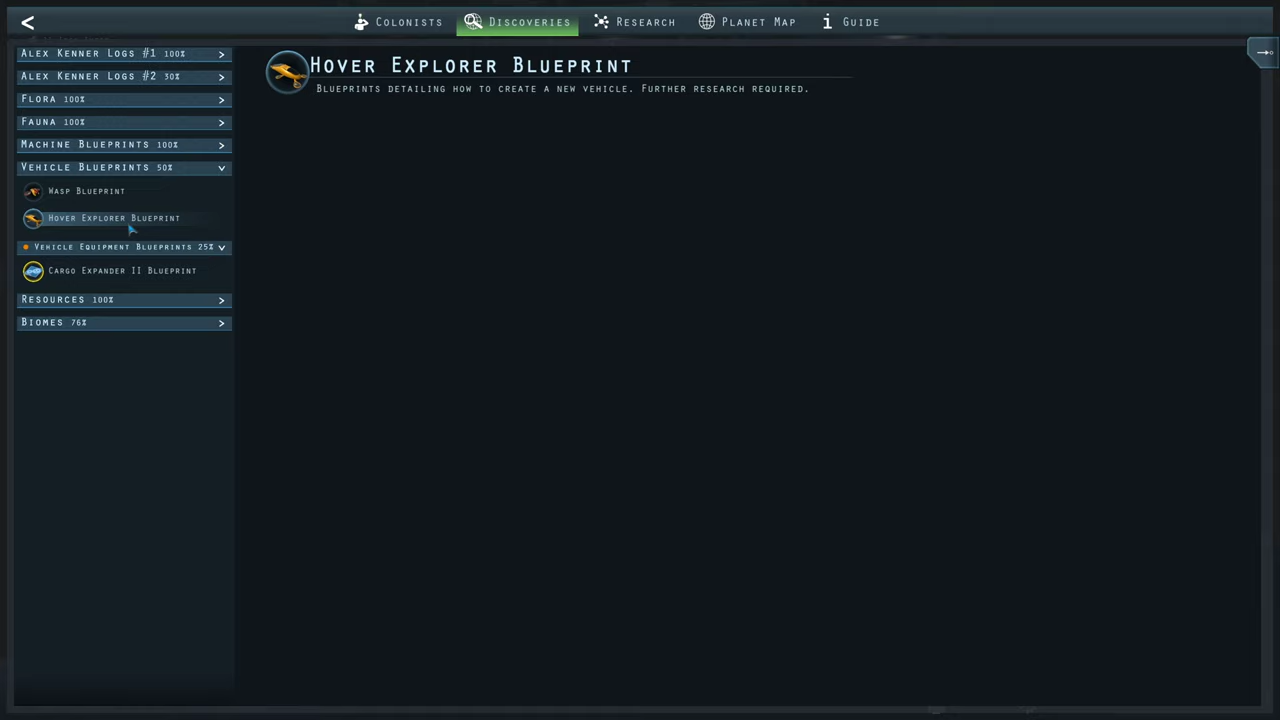 Colonists Discoveries Research Planet Map Guide
Alex Kenner Logs #1 100%
Alex Kenner Logs #2 30%
Flora 100%
Fauna 100%
Machine Blueprints 100%
Vehicle Blueprints 50%
Wasp Blueprint
Hover Explorer Blueprint
Vehicle Equipment Blueprints 25%
Cargo Expander II Blueprint
Resources 100%
Biomes 76%
Hover Explorer Blueprint
Blueprints detailing how to create a new vehicle. Further research required.